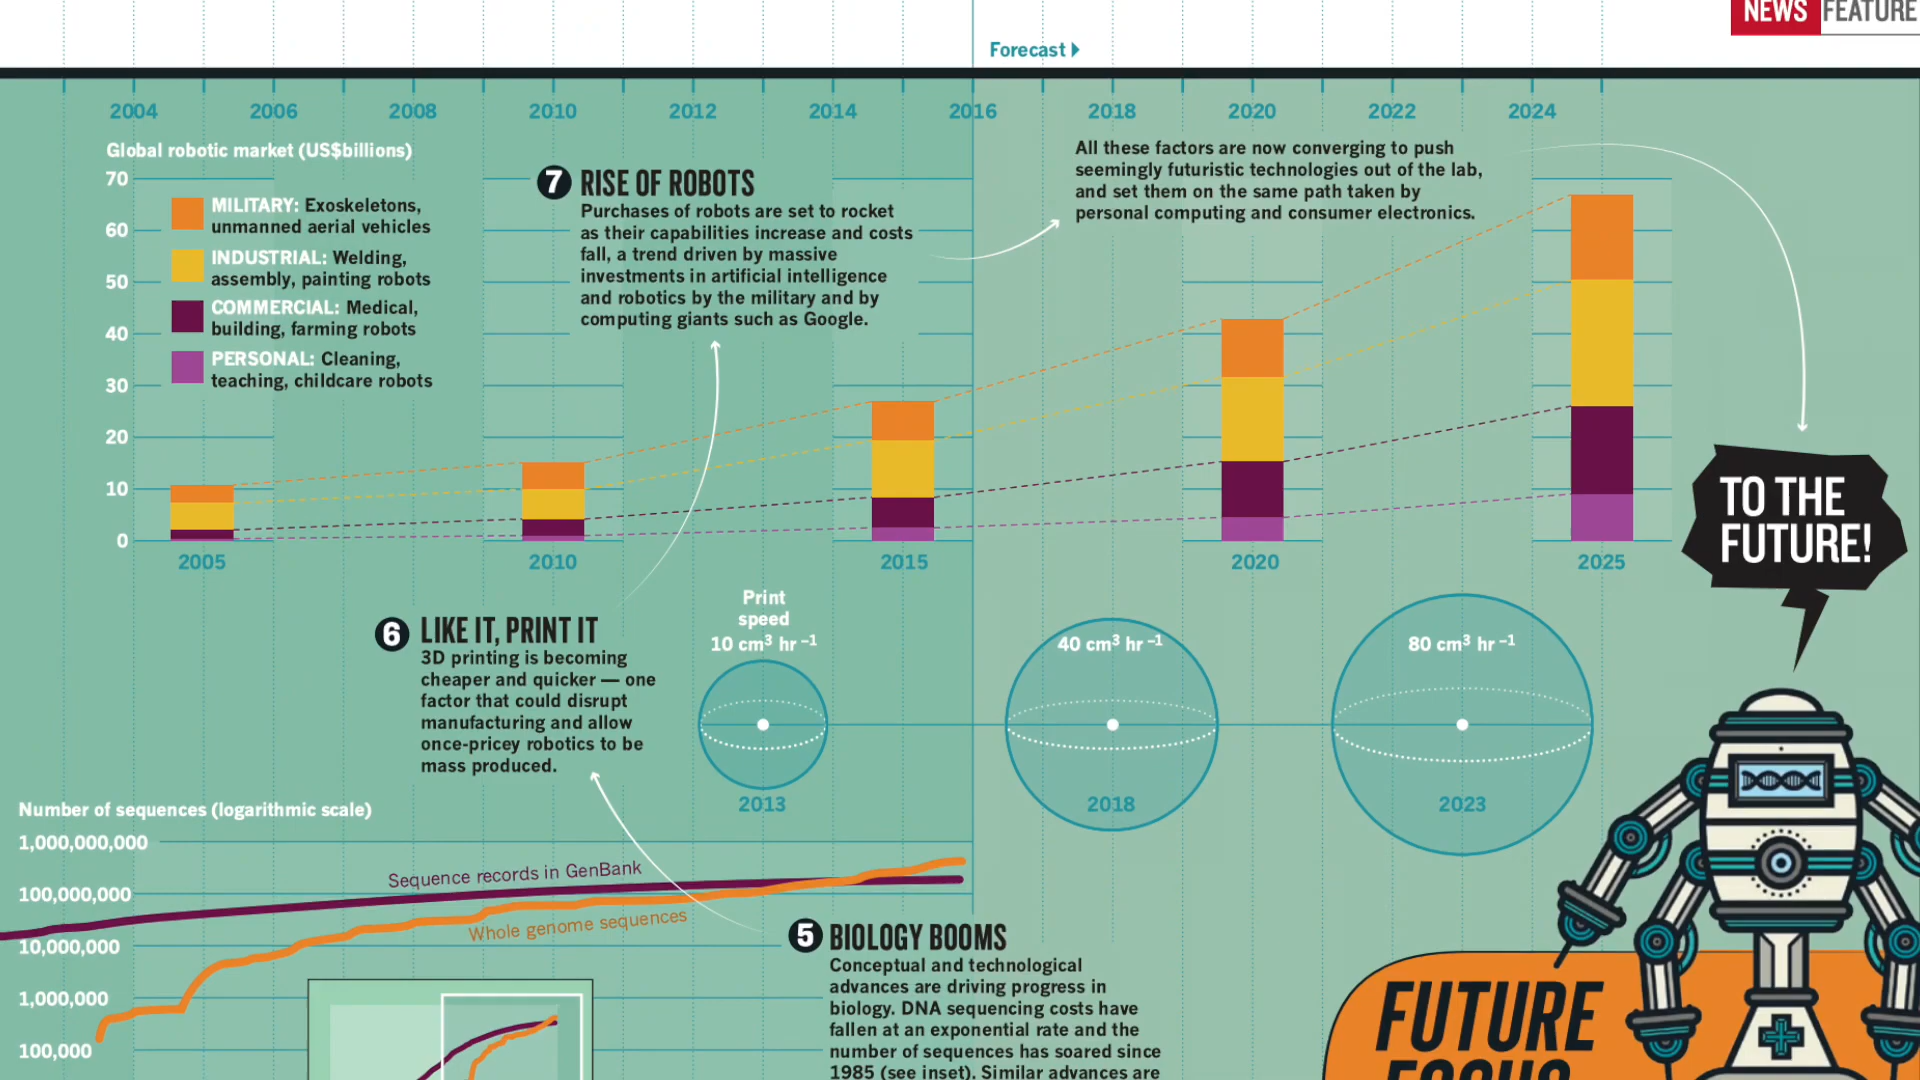 NEWS FEATURE
Forecast
2004 2006 2008 2010 2012 2014 2016 2018 2020 2022 2024
Global robotic market (US$billions)
70
60
50
40
30
20
10
0
MILITARY: Exoskeletons,
unmanned aerial vehicles
INDUSTRIAL: Welding,
assembly, painting robots
COMMERCIAL: Medical,
building, farming robots
PERSONAL: Cleaning,
teaching, childcare robots
7 RISE OF ROBOTS
Purchases of robots are set to rocket
as their capabilities increase and costs
fall, a trend driven by massive
investments in artificial intelligence
and robotics by the military and by
computing giants such as Google.
All these factors are now converging to push
seemingly futuristic technologies out of the lab,
and set them on the same path taken by
personal computing and consumer electronics.
2005 2010 2015 2020 2025
TO THE
FUTURE!
6 LIKE IT, PRINT IT
3D printing is becoming
cheaper and quicker — one
factor that could disrupt
manufacturing and allow
once-pricey robotics to be
mass produced.
Print
speed
10 cm³ hr⁻¹
40 cm³ hr⁻¹
80 cm³ hr⁻¹
2013 2018 2023
Number of sequences (logarithmic scale)
1,000,000,000
100,000,000
10,000,000
1,000,000
100,000
Sequence records in GenBank
Whole genome sequences
5 BIOLOGY BOOMS
Conceptual and technological
advances are driving progress in
biology. DNA sequencing costs have
fallen at an exponential rate and the
number of sequences has soared since
1985 (see inset). Similar advances are
FUTURE
FOCUS